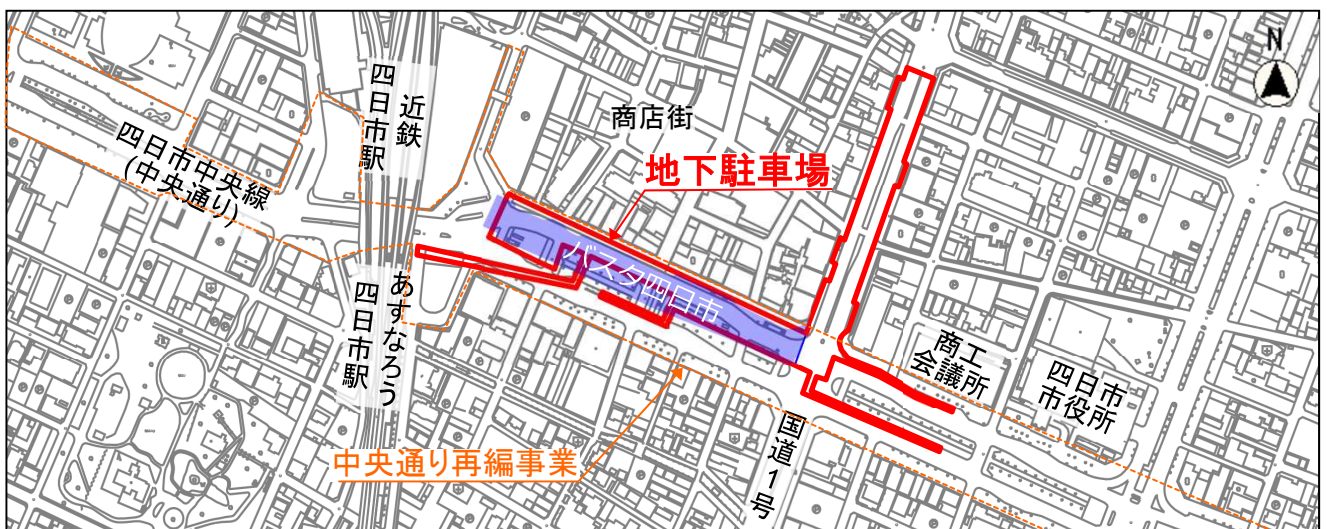 N
近鉄
四日市駅
商店街
四日市中央線
(中央通り)
地下駐車場
バスタ四日市
あすなろう
四日市駅
商工
会議所
四日市
市役所
国道1号
中央通り再編事業